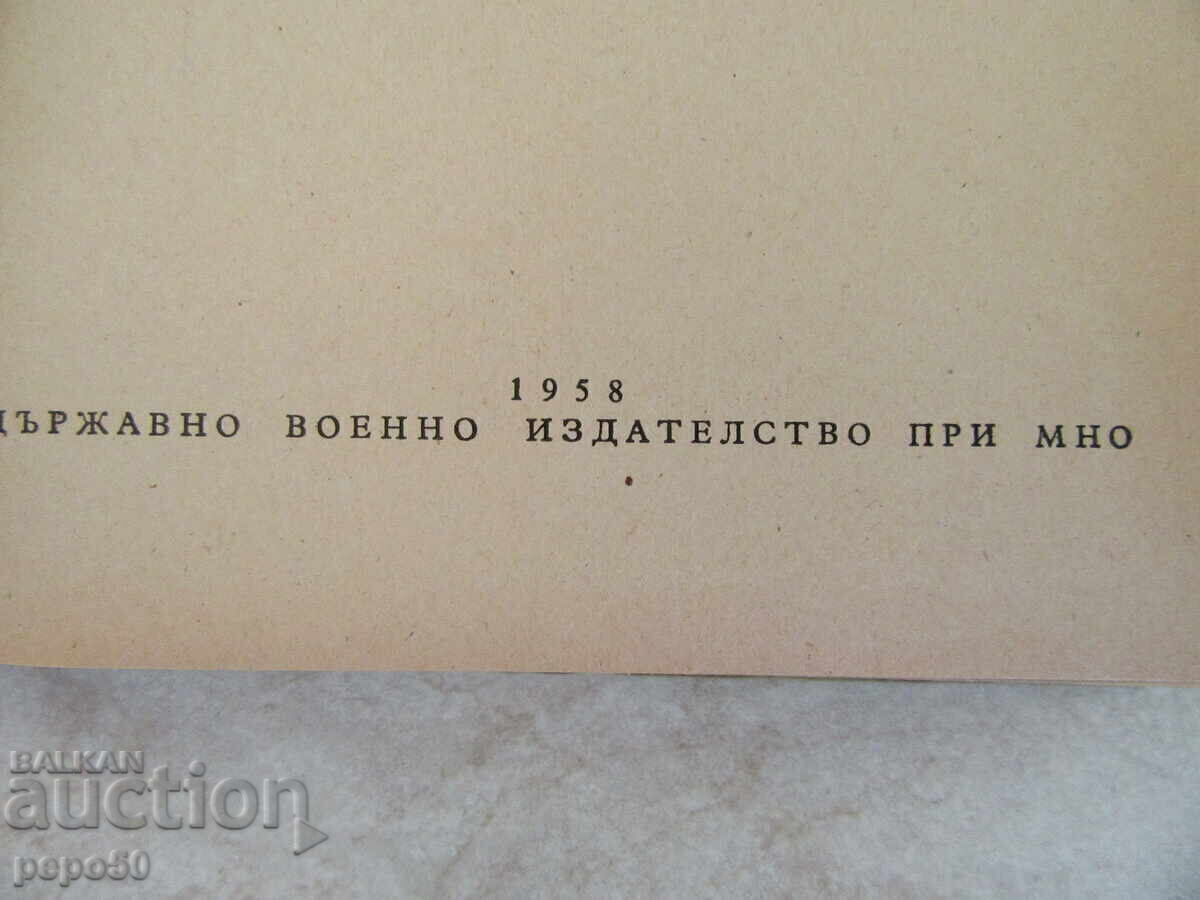 1958
ДЪРЖАВНО ВОЕННО ИЗДАТЕЛСТВО ПРИ МНО
BALKAN
auction
pepo50